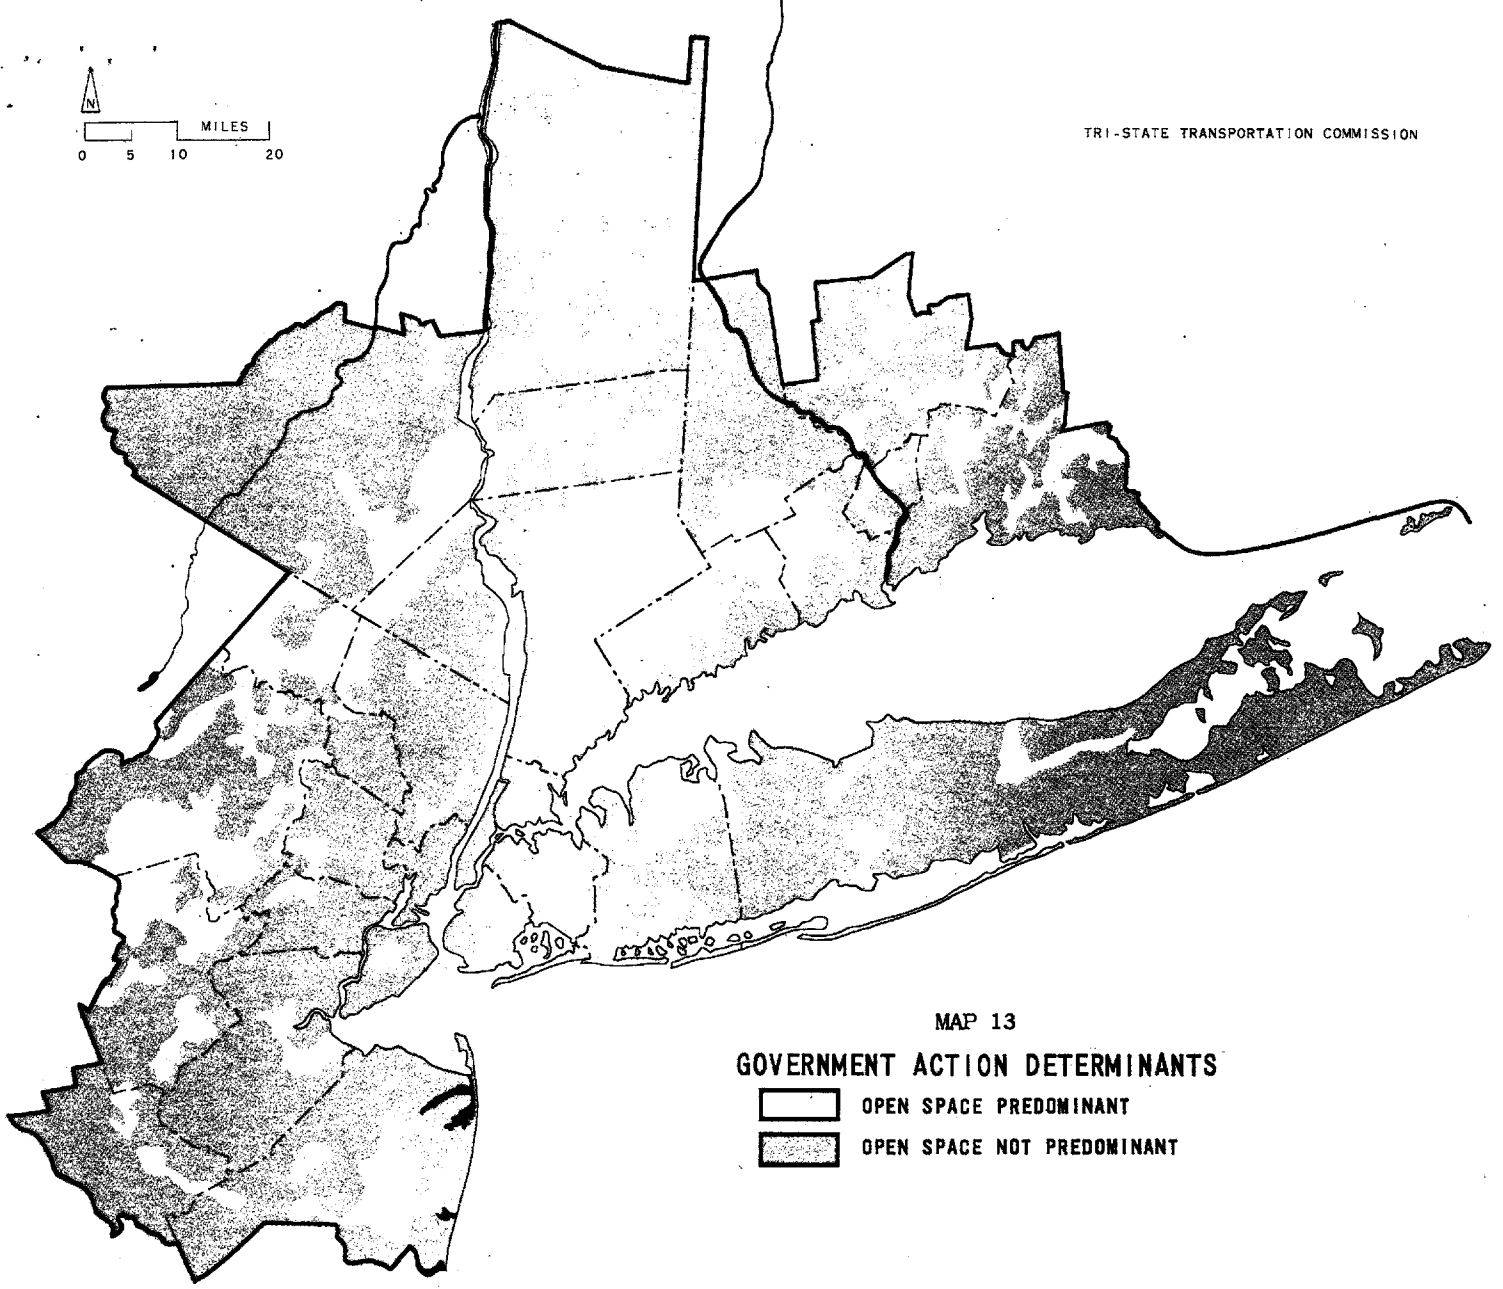 N
MILES
0 5 10 20
TRI-STATE TRANSPORTATION COMMISSION
MAP 13
GOVERNMENT ACTION DETERMINANTS
OPEN SPACE PREDOMINANT
OPEN SPACE NOT PREDOMINANT